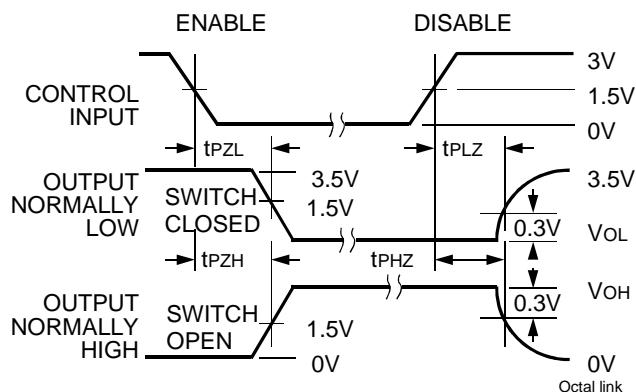 ENABLE
DISABLE
3V
CONTROL
INPUT
1.5V
0V
tPZL
tPLZ
OUTPUT
NORMALLY
LOW
SWITCH
CLOSED
3.5V
1.5V
3.5V
0.3V
VOL
tPZH
tPHZ
OUTPUT
NORMALLY
HIGH
SWITCH
OPEN
1.5V
0V
0.3V
VOH
0V
Octal link